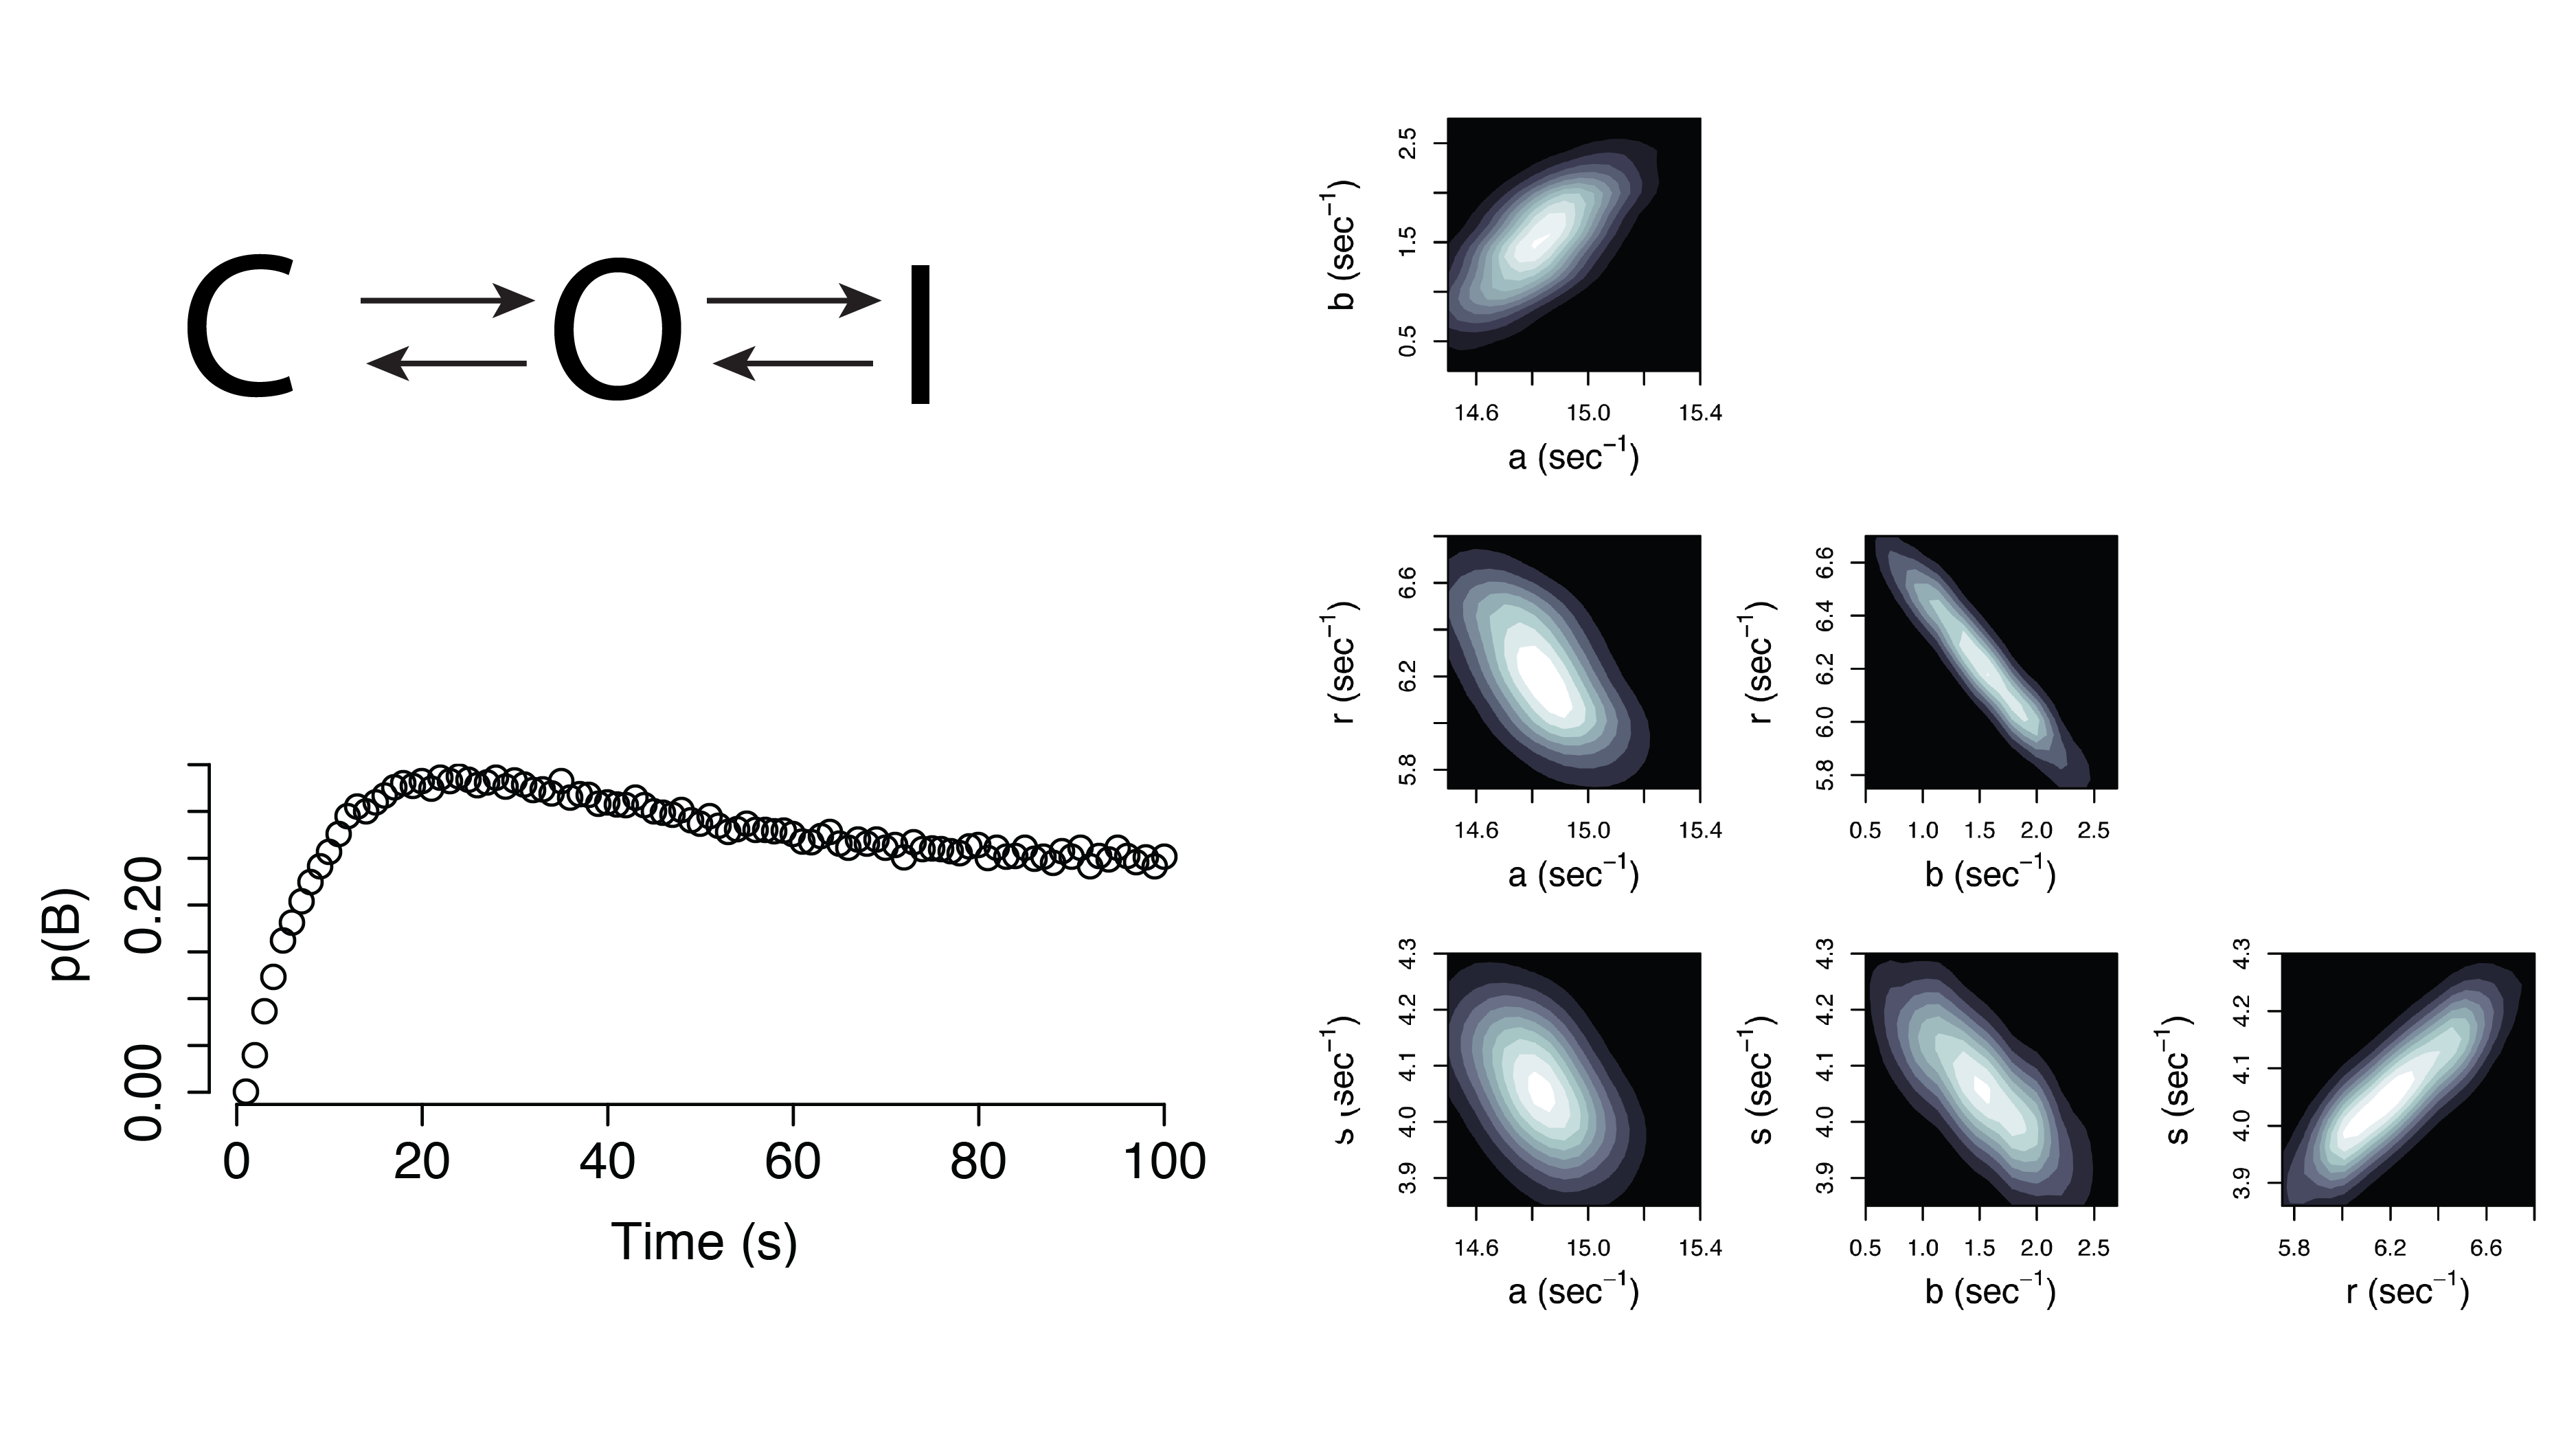 C O I
p(B)
0.20
0.00
0 20 40 60 80 100
Time (s)
b (sec⁻¹)
2.5
1.5
0.5
14.6 15.0 15.4
a (sec⁻¹)
r (sec⁻¹)
6.6
6.2
5.8
14.6 15.0 15.4
a (sec⁻¹)
r (sec⁻¹)
6.6
6.4
6.2
6.0
5.8
0.5 1.0 1.5 2.0 2.5
b (sec⁻¹)
s (sec⁻¹)
4.3
4.2
4.1
4.0
3.9
14.6 15.0 15.4
a (sec⁻¹)
s (sec⁻¹)
4.3
4.2
4.1
4.0
3.9
0.5 1.0 1.5 2.0 2.5
b (sec⁻¹)
s (sec⁻¹)
4.3
4.2
4.1
4.0
3.9
5.8 6.2 6.6
r (sec⁻¹)